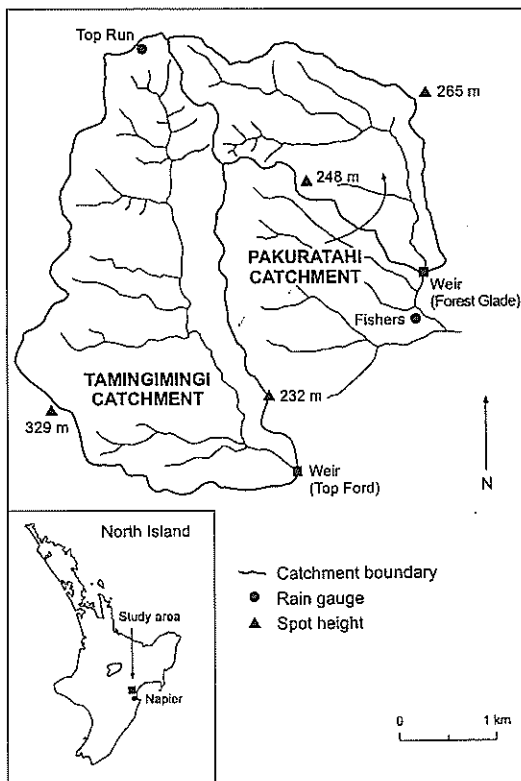 Top Run
265 m
248 m
PAKURATAHI
CATCHMENT
Weir
(Forest Glade)
Fishers
TAMINGIMINGI
CATCHMENT
232 m
329 m
Weir
(Top Ford)
N
North Island
Study area
Napier
Catchment boundary
Rain gauge
Spot height
0 1 km